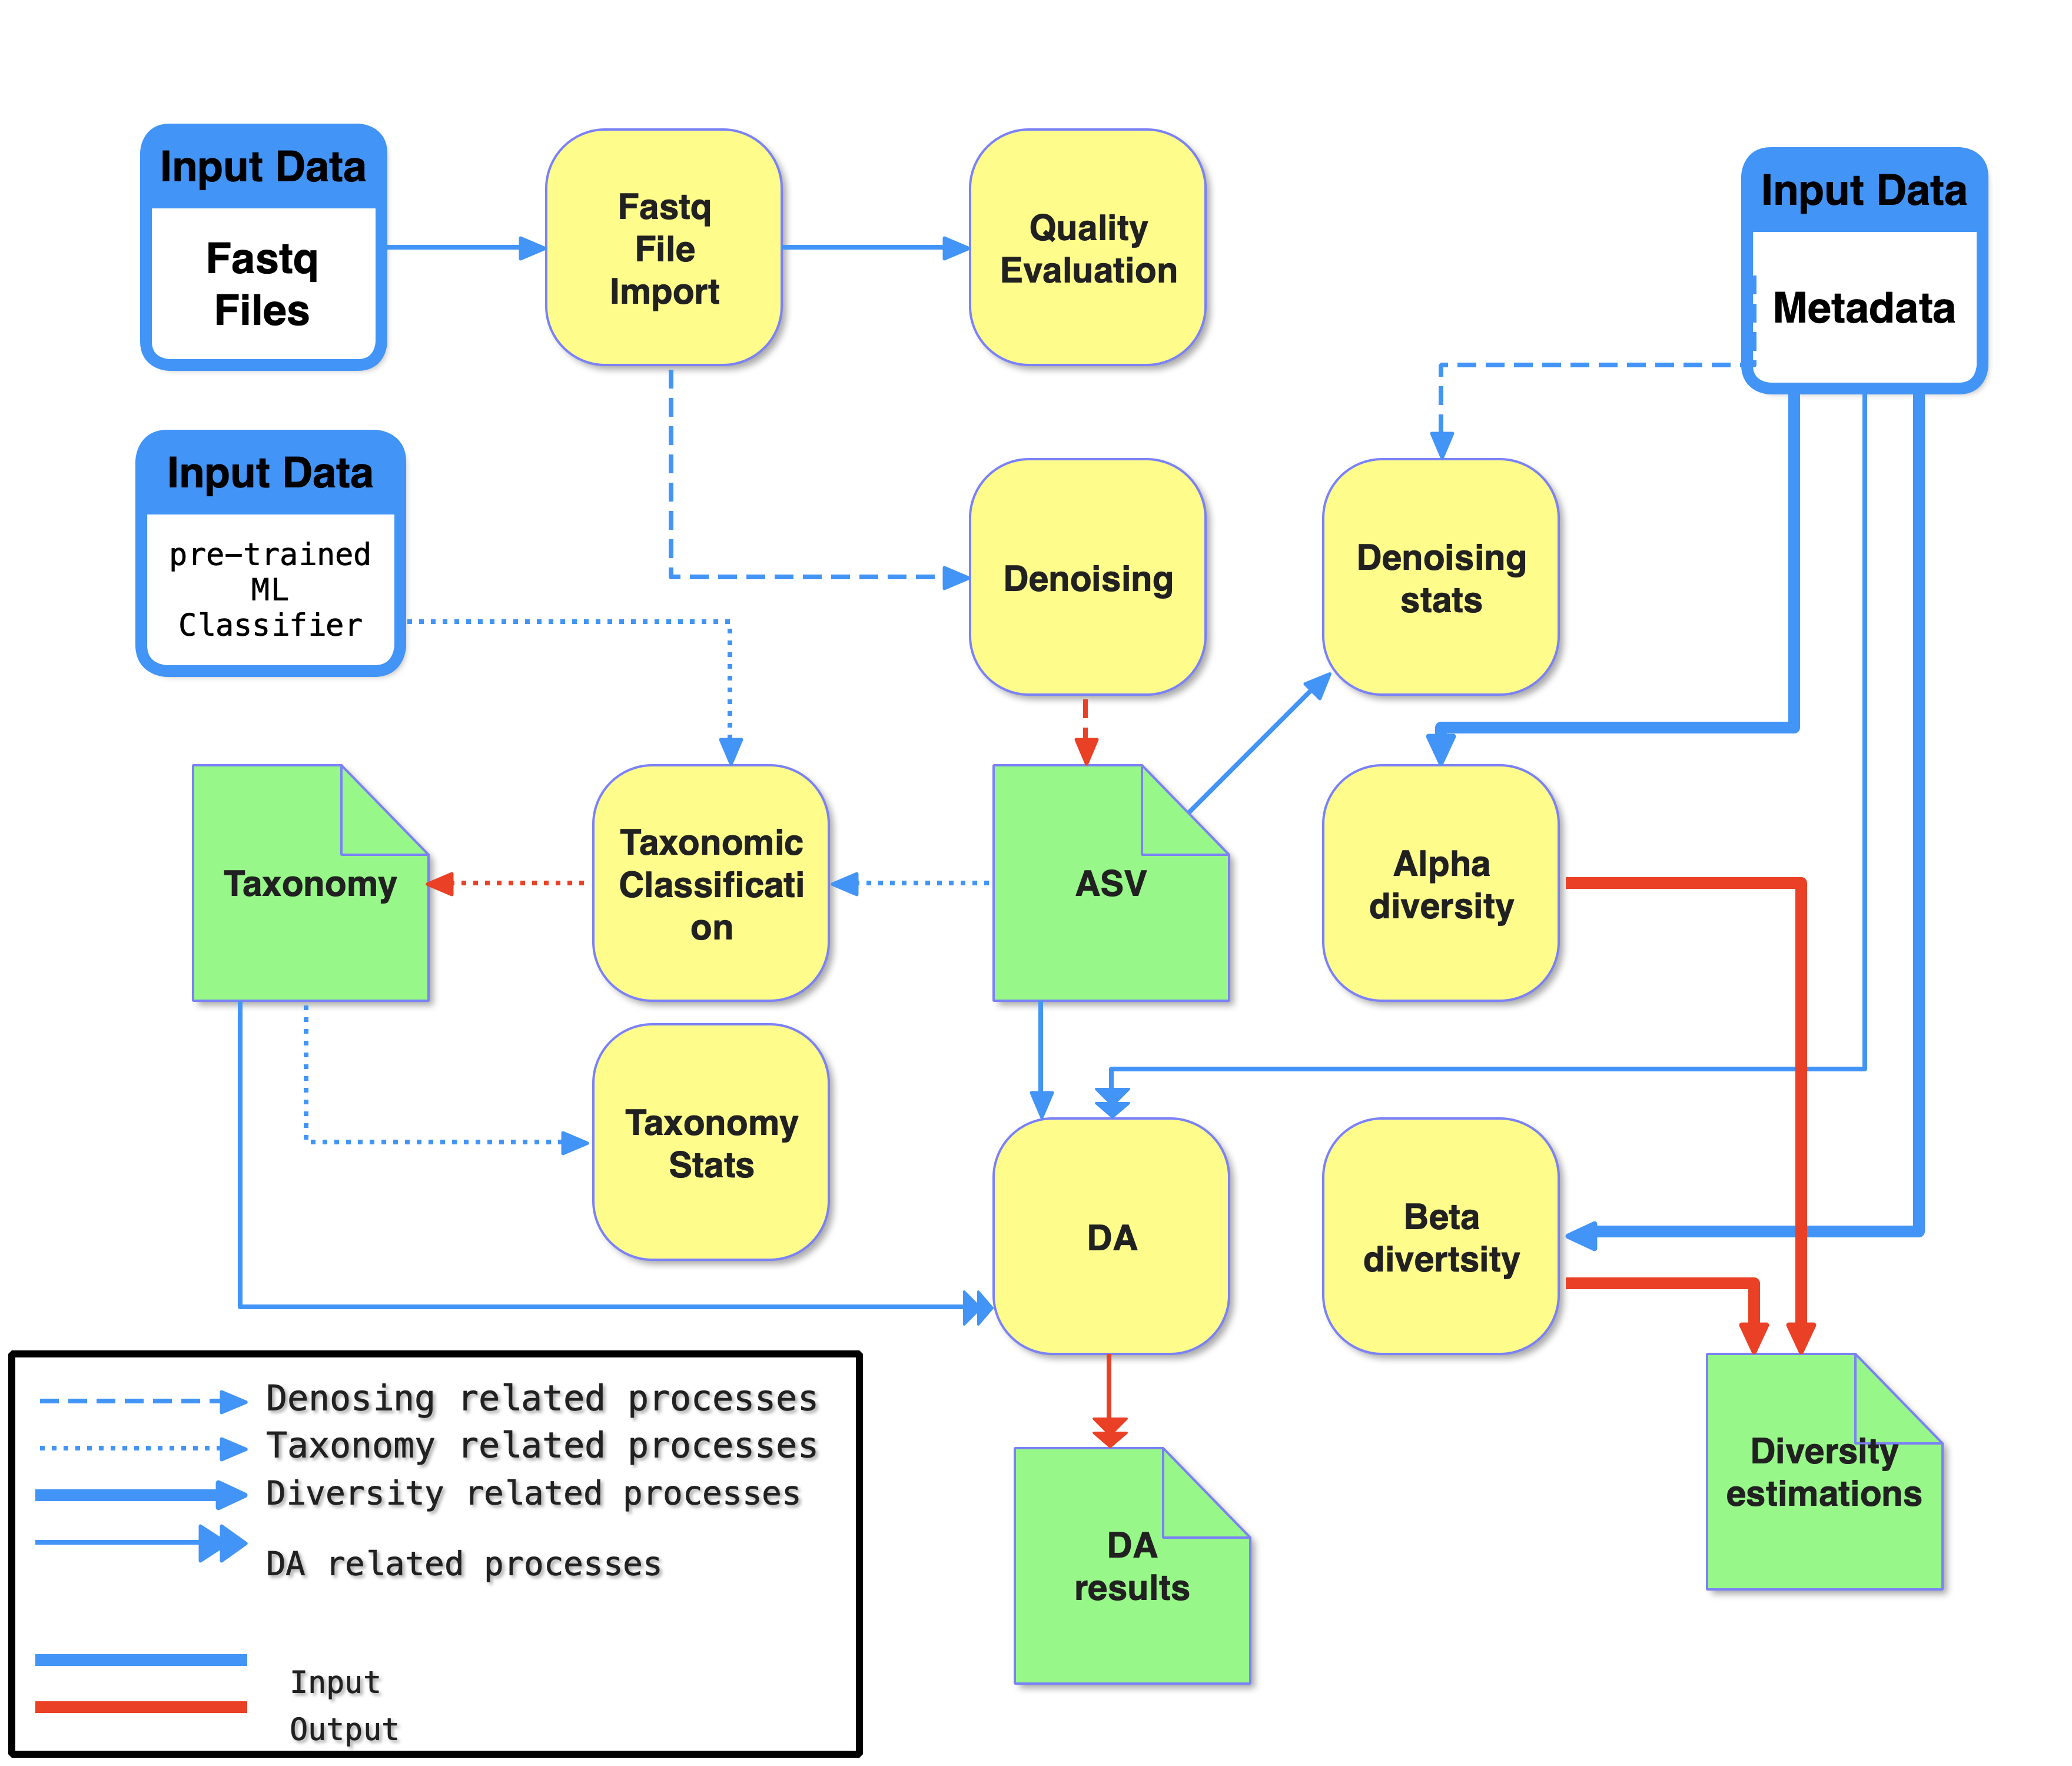 Input Data
Fastq
Files
Fastq
File
Import
Quality
Evaluation
Input Data
Metadata
Input Data
pre-trained
ML
Classifier
Denoising
Denoising
stats
Taxonomy
Taxonomic
Classificati
on
ASV
Alpha
diversity
Taxonomy
Stats
DA
Beta
divertsity
Denosing related processes
Taxonomy related processes
Diversity related processes
DA related processes
Input
Output
DA
results
Diversity
estimations